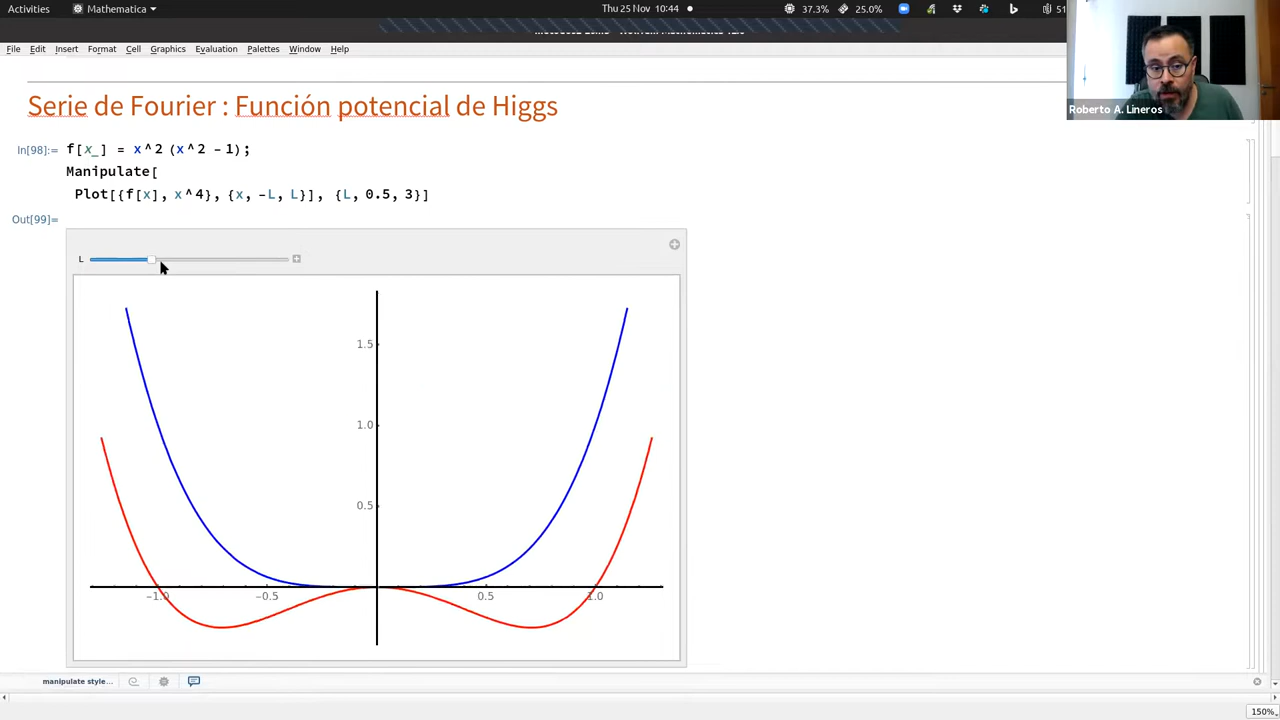 Activities Mathematica Thu 25 Nov 10:44 37.3% 25.0%
File Edit Insert Format Cell Graphics Evaluation Palettes Window Help
Roberto A. Lineros
Serie de Fourier : Función potencial de Higgs
In[98]:= f[x_] = x^2 (x^2 -1);
Manipulate[
Plot[{f[x], x^4}, {x, -L, L}], {L, 0.5, 3}]
Out[99]=
L
1.5
1.0
0.5
-1.0 -0.5 0.5 1.0
manipulate style...
150%